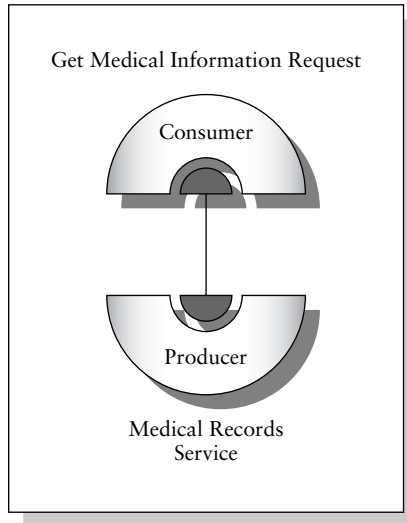 Get Medical Information Request
Consumer
Producer
Medical Records
Service